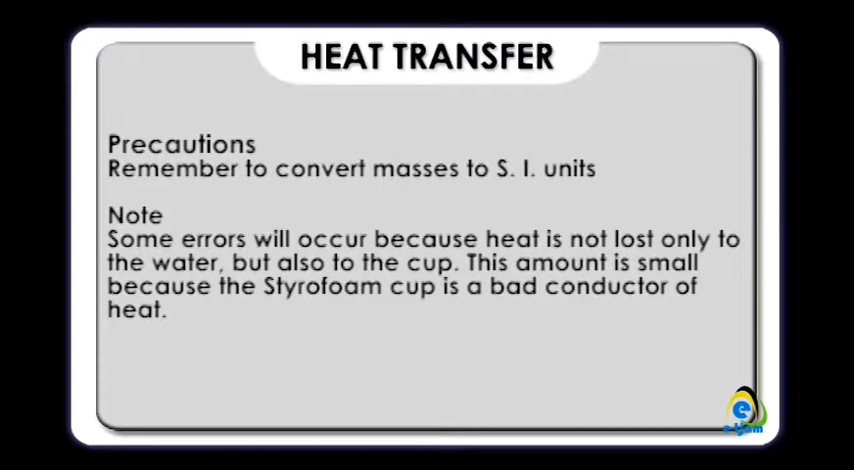 HEAT TRANSFER
Precautions
Remember to convert masses to S. I. units
Note
Some errors will occur because heat is not lost only to
the water, but also to the cup. This amount is small
because the Styrofoam cup is a bad conductor of
heat.
e